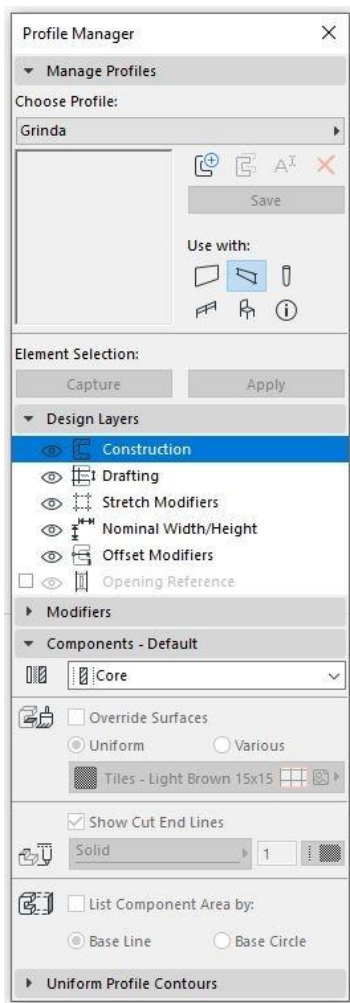 Profile Manager
Manage Profiles
Choose Profile:
Grinda
Save
Use with:
Element Selection:
Capture Apply
Design Layers
Construction
Drafting
Stretch Modifiers
Nominal Width/Height
Offset Modifiers
Opening Reference
Modifiers
Components - Default
Core
Override Surfaces
Uniform Various
Tiles - Light Brown 15x15
Show Cut End Lines
Solid 1
List Component Area by:
Base Line Base Circle
Uniform Profile Contours